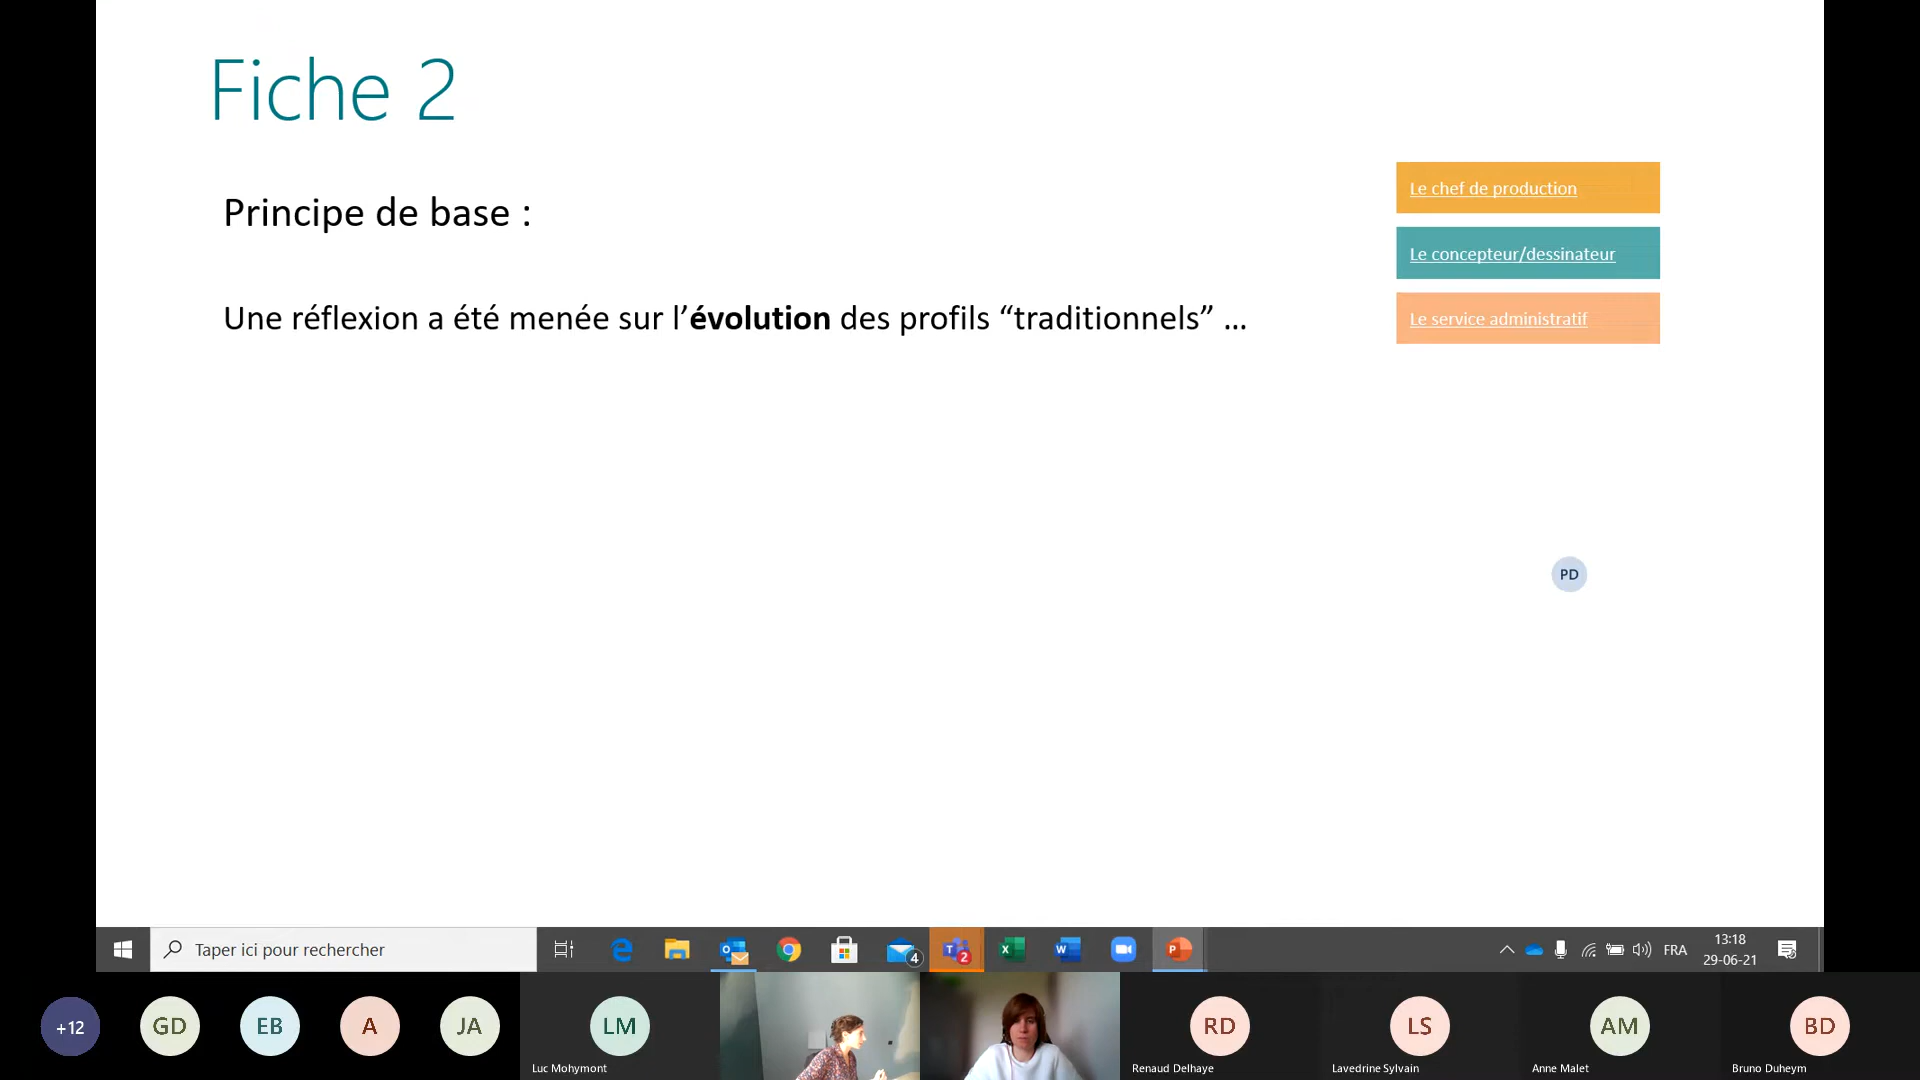 Fiche 2
Le chef de production
Principe de base :
Le concepteur/dessinateur
Une réflexion a été menée sur l’évolution des profils “traditionnels” ...
Le service administratif
PD
Taper ici pour rechercher
4
2
FRA
13:18
29-06-21
+12
GD
EB
A
JA
LM
RD
LS
AM
BD
Luc Mohymont
Renaud Delhaye
Lavedrine Sylvain
Anne Malet
Bruno Duheym